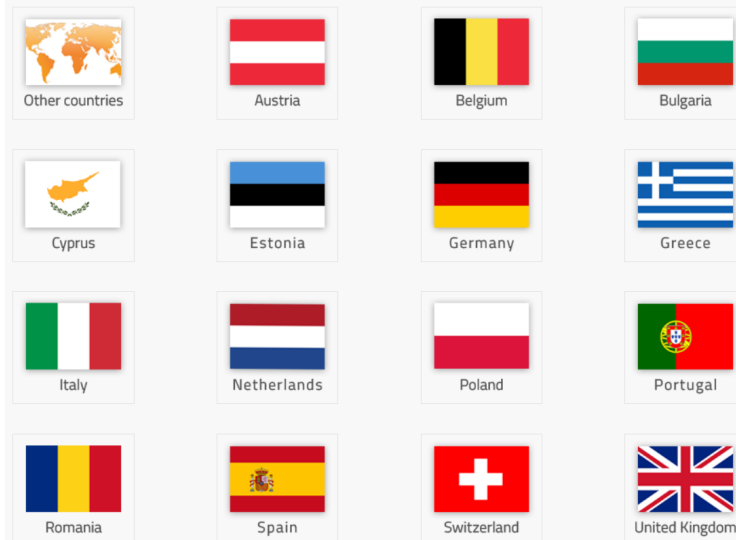 Other countries
Austria
Belgium
Bulgaria
Cyprus
Estonia
Germany
Greece
Italy
Netherlands
Poland
Portugal
Romania
Spain
Switzerland
United Kingdom